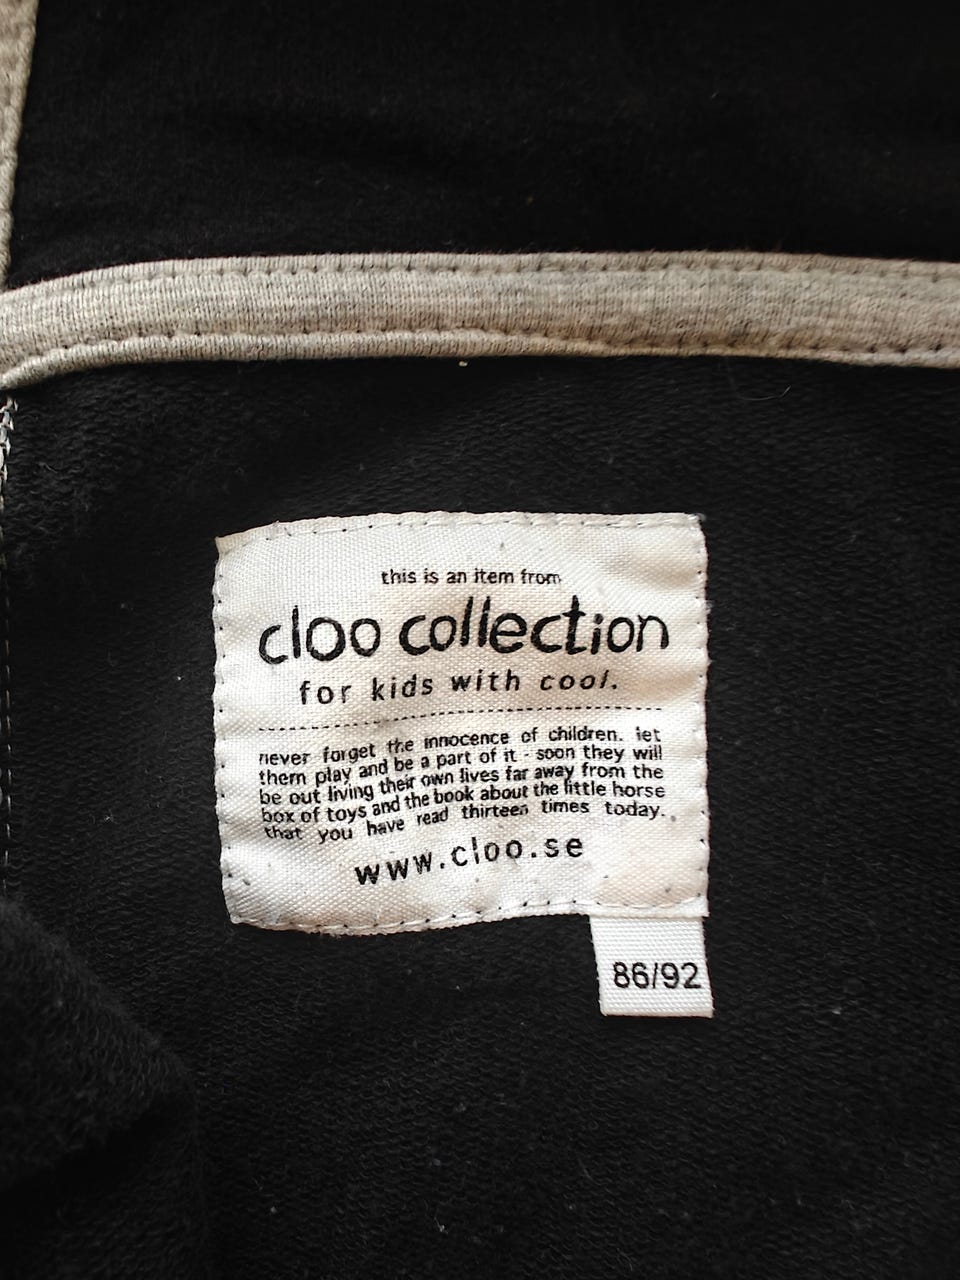 this is an item from
cloo collection
for kids with cool.
never forget the innocence of children. let
them play and be a part of it - soon they will
be out living their own lives far away from the
box of toys and the book about the little horse
that you have read thirteen times today.
www.cloo.se
86/92